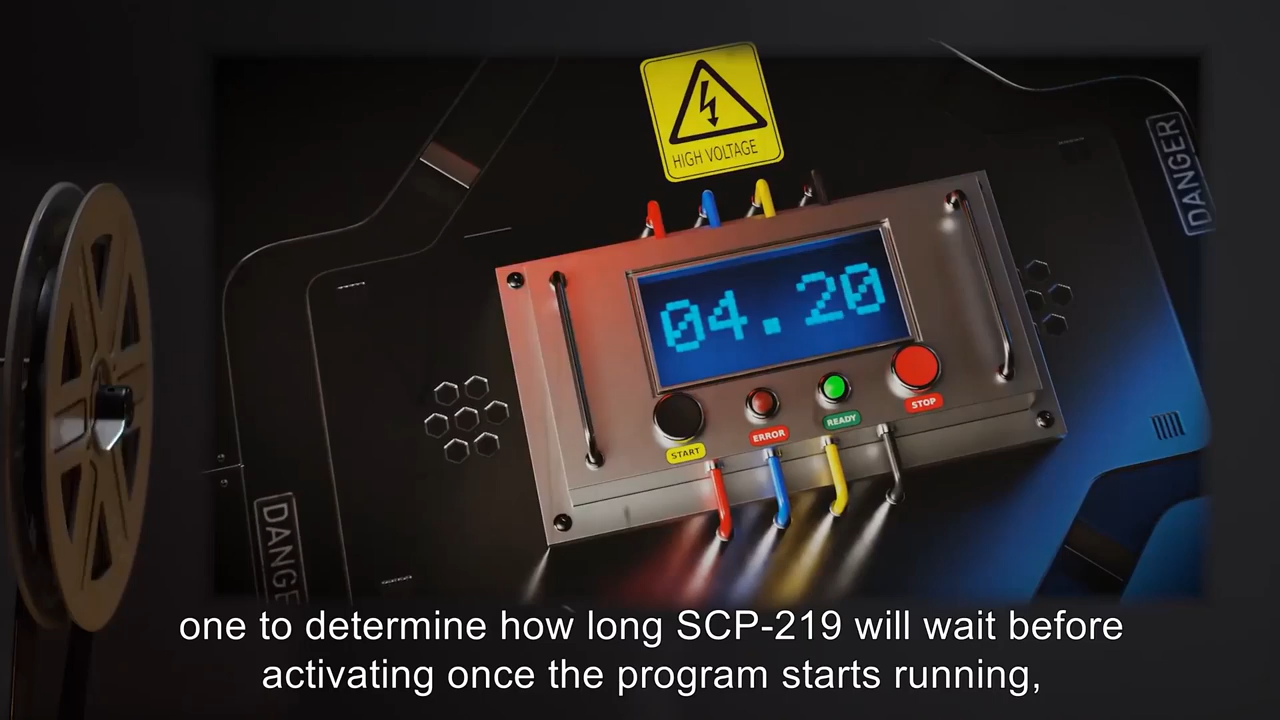 HIGH VOLTAGE
DANGER
04.20
START
ERROR
READY
STOP
DANGE
one to determine how long SCP-219 will wait before
activating once the program starts running,